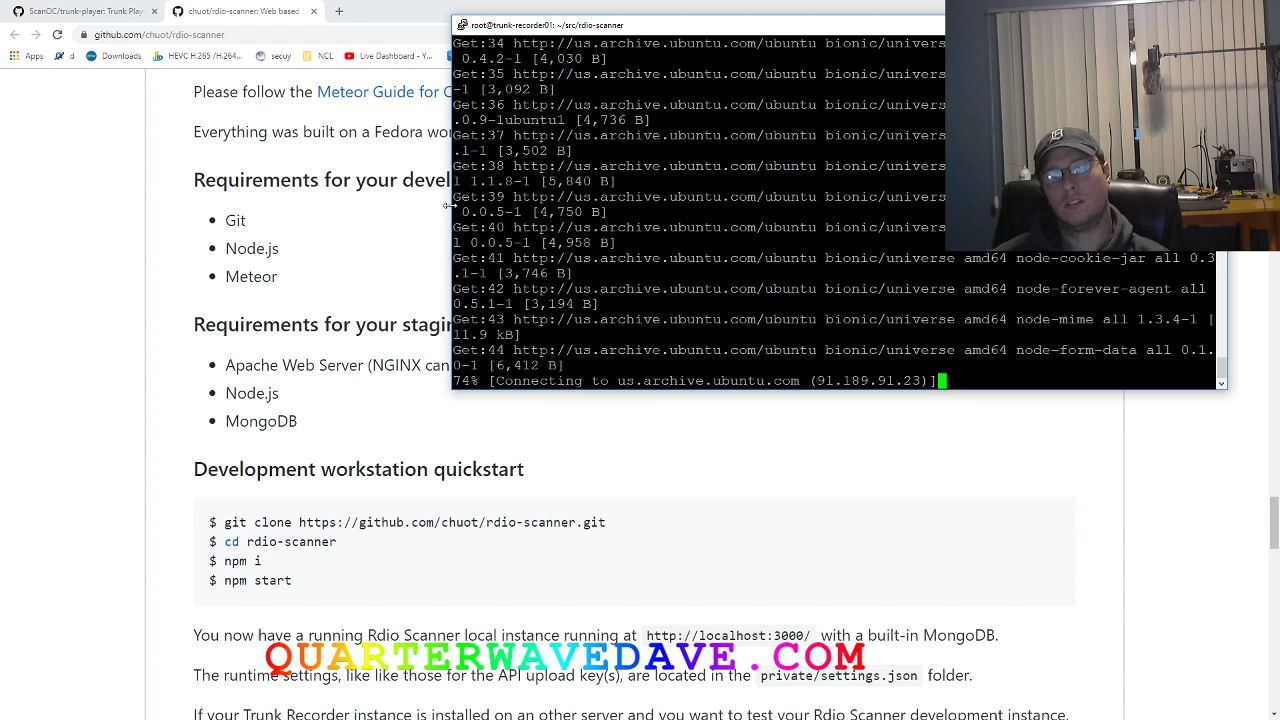 ScanOC/trunk-player: Trunk Play
chuot/rdio-scanner: Web based
github.com/chuot/rdio-scanner
Apps
d
Downloads
HEVG H.264/H...
secuy
NCL
Live Dashboard - Y...
Please follow the Meteor Guide for C
Everything was built on a Fedora wor
Requirements for your devel
Git
Node.js
Meteor
Requirements for your stagin
Apache Web Server (NGINX can
Node.js
MongoDB
root@trunk-recorder01: ~/src/rdio-scanner
Get:34 http://us.archive.ubuntu.com/ubuntu bionic/univers
0.4.2-1 [4,030 B]
Get:35 http://us.archive.ubuntu.com/ubuntu bionic/univers
-1 [3,092 B]
Get:36 http://us.archive.ubuntu.com/ubuntu bionic/univers
.0.9-1ubuntu1 [4,736 B]
Get:37 http://us.archive.ubuntu.com/ubuntu bionic/univers
.1-1 [3,502 B]
Get:38 http://us.archive.ubuntu.com/ubuntu bionic/univers
l 1.1.8-1 [5,840 B]
Get:39 http://us.archive.ubuntu.com/ubuntu bionic/univers
0.0.5-1 [4,750 B]
Get:40 http://us.archive.ubuntu.com/ubuntu bionic/univers
l 0.0.5-1 [4,958 B]
Get:41 http://us.archive.ubuntu.com/ubuntu bionic/universe amd64 node-cookie-jar all 0.3
.1-1 [3,746 B]
Get:42 http://us.archive.ubuntu.com/ubuntu bionic/universe amd64 node-forever-agent all
0.5.1-1 [3,194 B]
Get:43 http://us.archive.ubuntu.com/ubuntu bionic/universe amd64 node-mime all 1.3.4-1 [
11.9 kB]
Get:44 http://us.archive.ubuntu.com/ubuntu bionic/universe amd64 node-form-data all 0.1.
0-1 [6,412 B]
74% [Connecting to us.archive.ubuntu.com (91.189.91.23)]
Development workstation quickstart
$ git clone https://github.com/chuot/rdio-scanner.git
$ cd rdio-scanner
$ npm i
$ npm start
You now have a running Rdio Scanner local instance running at http://localhost:3000/ with a built-in MongoDB.
QUARTERWAVEDAVE.COM
The runtime settings, like like those for the API upload key(s), are located in the private/settings.json folder.
If your Trunk Recorder instance is installed on an other server and you want to test your Rdio Scanner development instance,